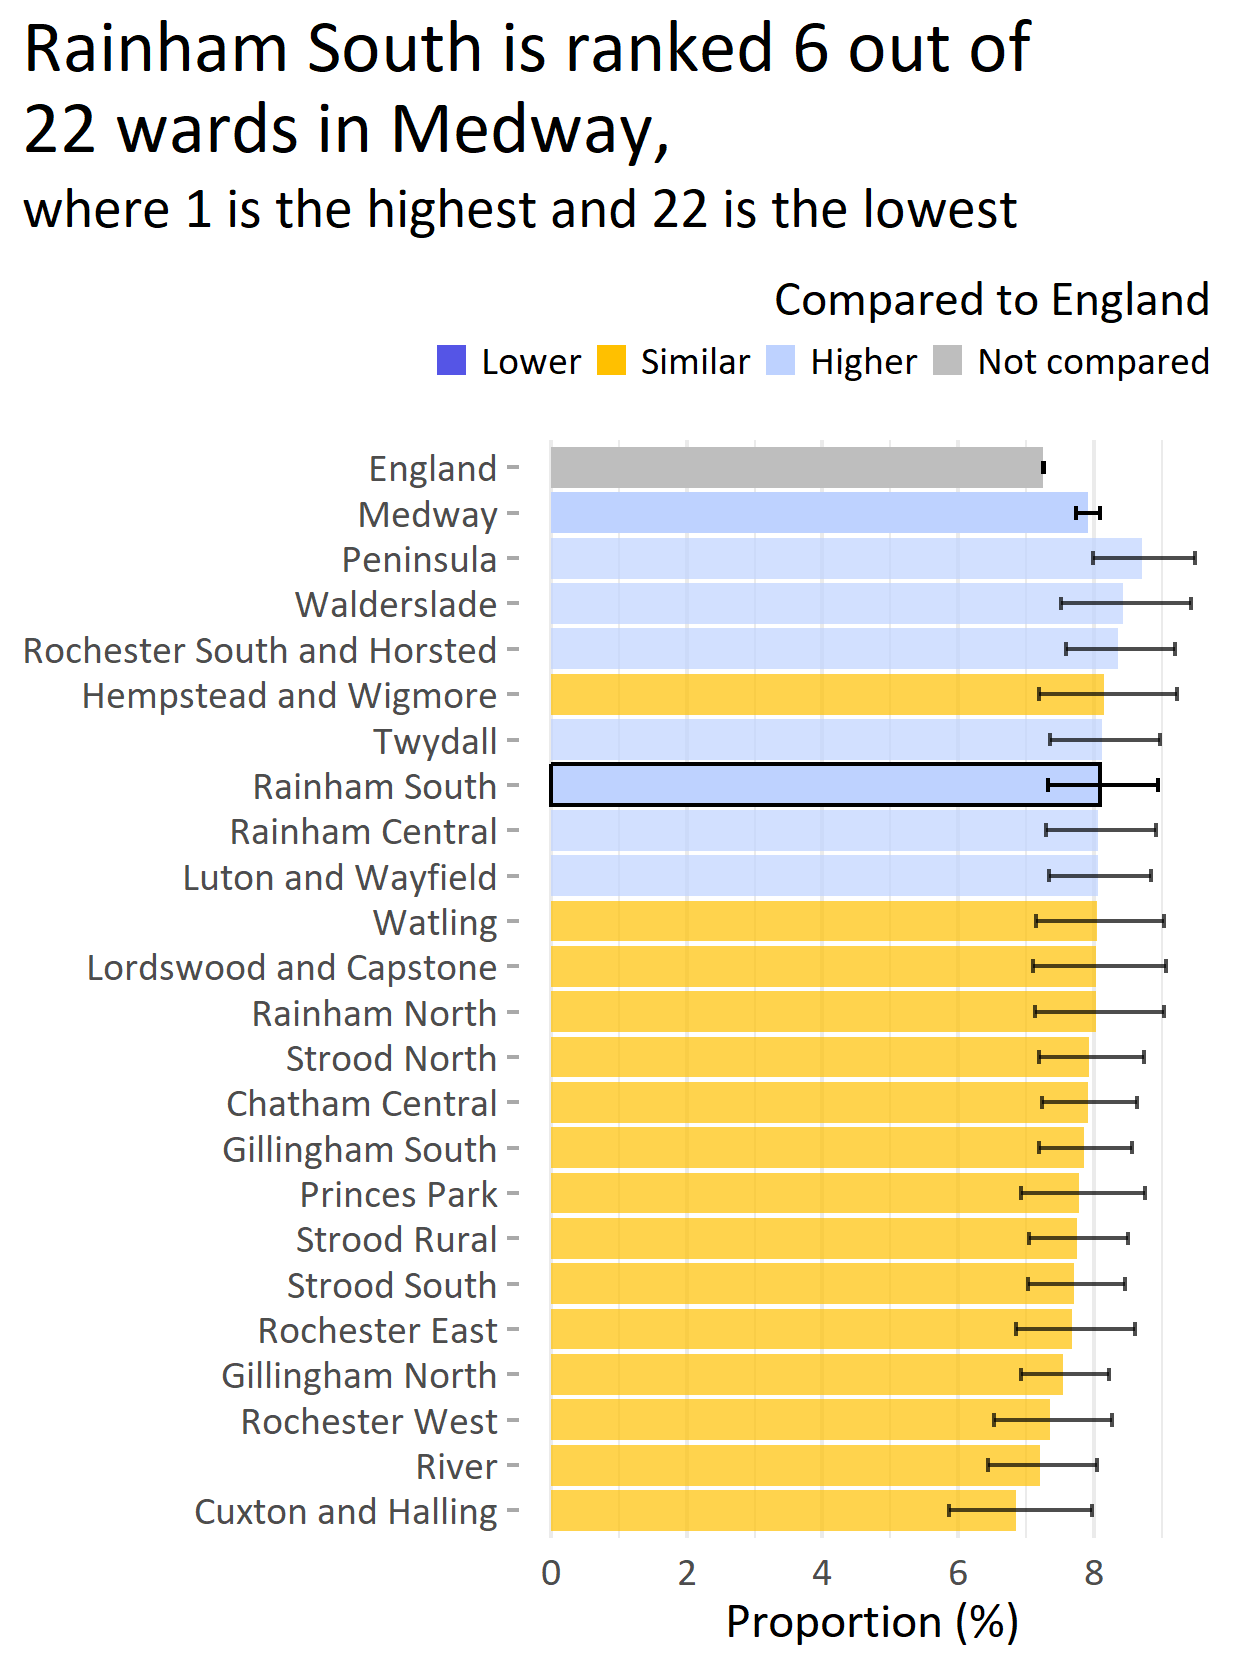 Rainham South is ranked 6 out of
22 wards in Medway,
where 1 is the highest and 22 is the lowest
Compared to England
Lower Similar Higher Not compared
England
Medway
Peninsula
Walderslade
Rochester South and Horsted
Hempstead and Wigmore
Twydall
Rainham South
Rainham Central
Luton and Wayfield
Watling
Lordswood and Capstone
Rainham North
Strood North
Chatham Central
Gillingham South
Princes Park
Strood Rural
Strood South
Rochester East
Gillingham North
Rochester West
River
Cuxton and Halling
0 2 4 6 8
Proportion (%)